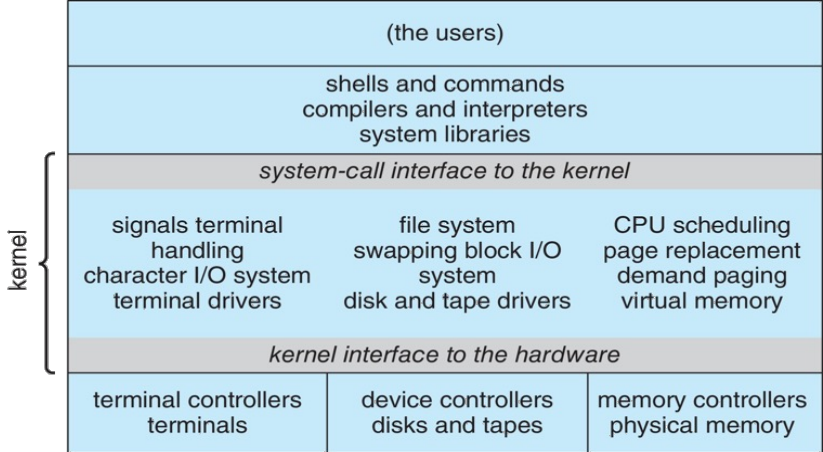 (the users)
shells and commands
compilers and interpreters
system libraries
system-call interface to the kernel
kernel
signals terminal
handling
character I/O system
terminal drivers
file system
swapping block I/O
system
disk and tape drivers
CPU scheduling
page replacement
demand paging
virtual memory
kernel interface to the hardware
terminal controllers
terminals
device controllers
disks and tapes
memory controllers
physical memory